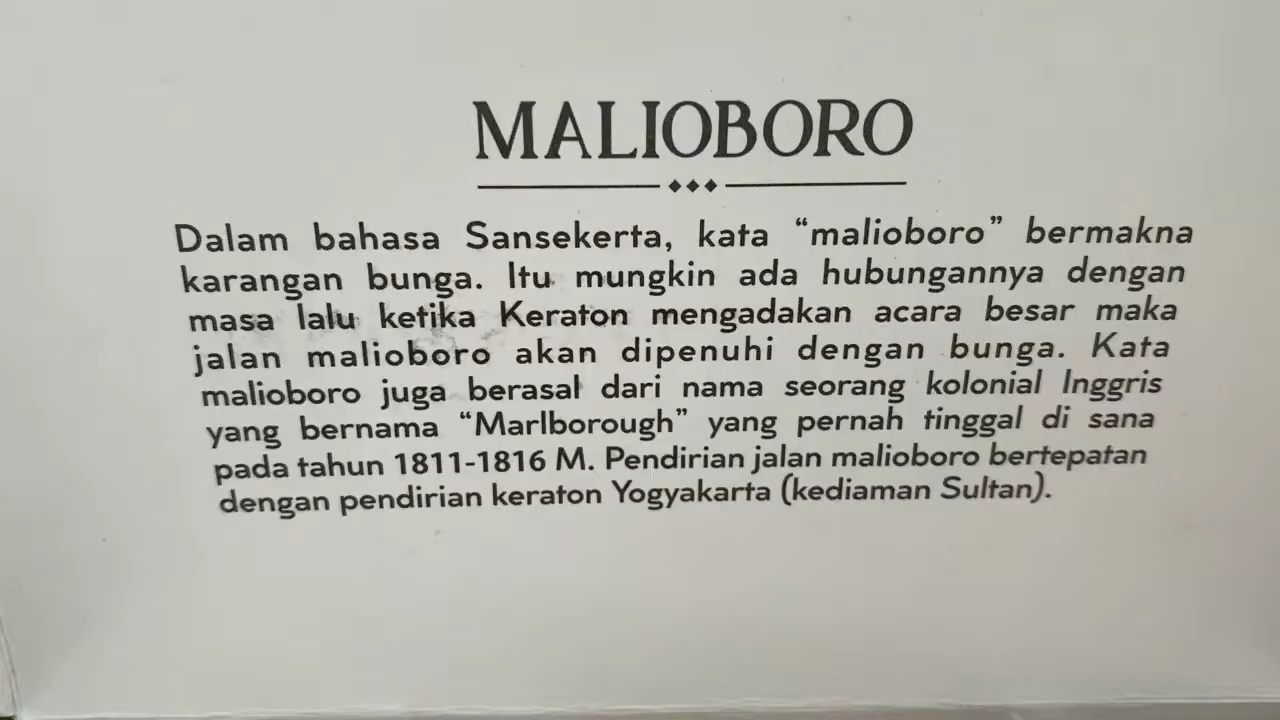 MALIOBORO
Dalam bahasa Sansekerta, kata “malioboro” bermakna
karangan bunga. Itu mungkin ada hubungannya dengan
masa lalu ketika Keraton mengadakan acara besar maka
jalan malioboro akan dipenuhi dengan bunga. Kata
malioboro juga berasal dari nama seorang kolonial Inggris
yang bernama “Marlborough” yang pernah tinggal di sana
pada tahun 1811-1816 M. Pendirian jalan malioboro bertepatan
dengan pendirian keraton Yogyakarta (kediaman Sultan).